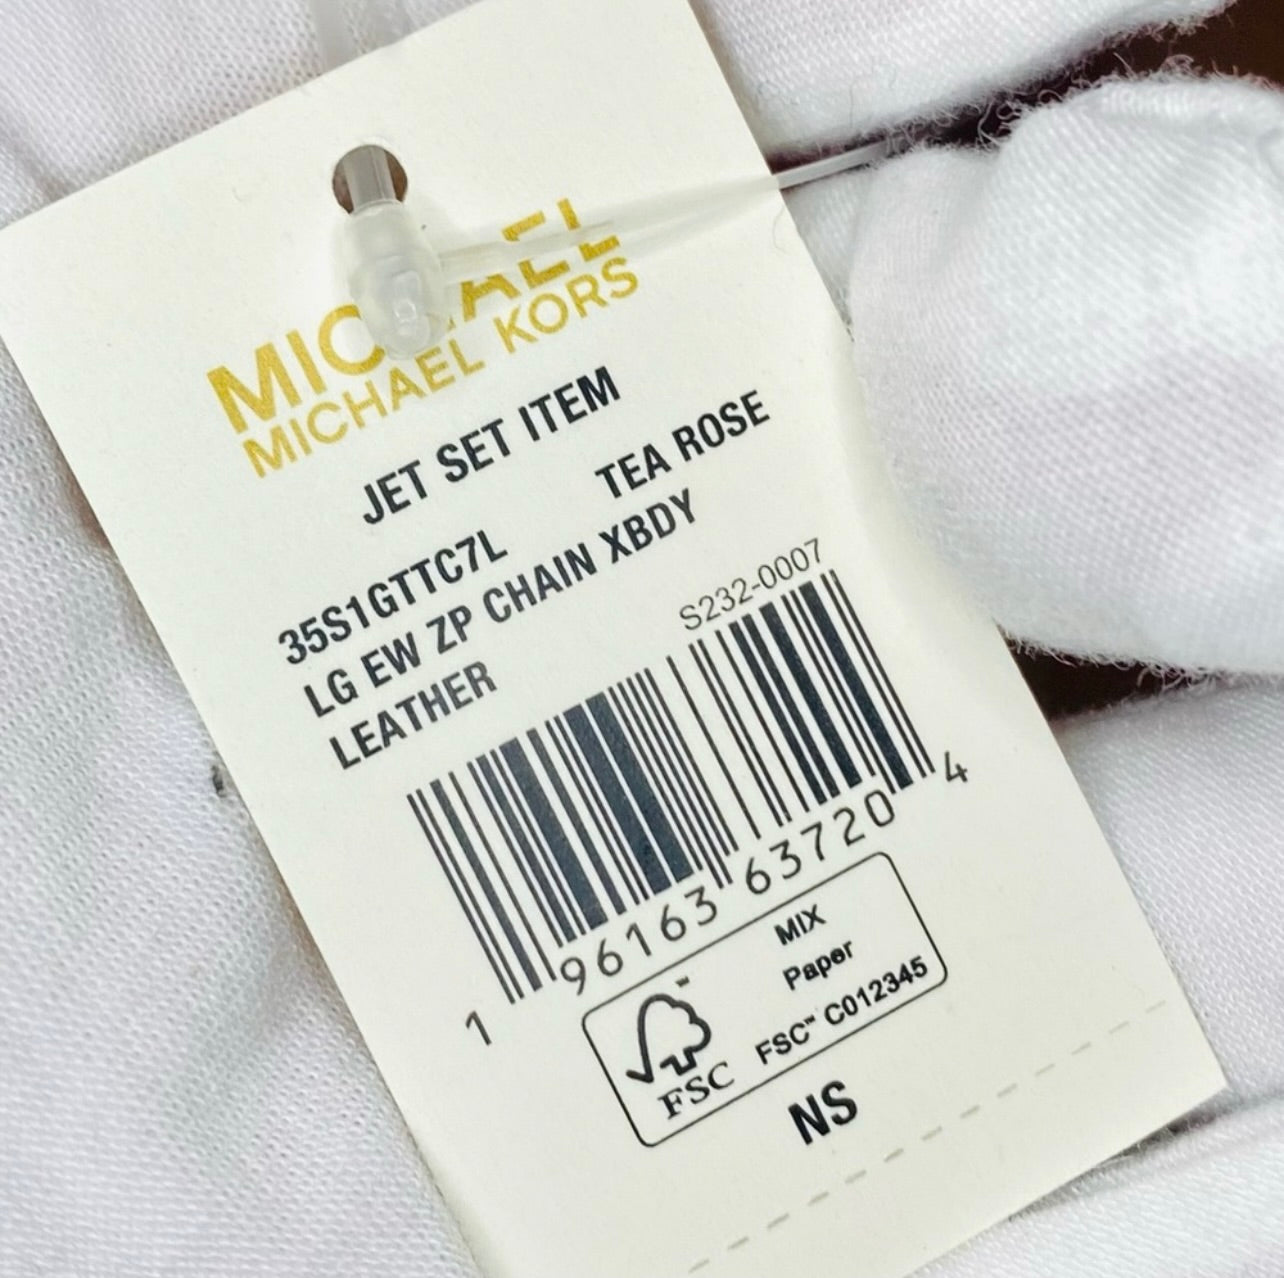 MICHAEL
MICHAEL KORS
JET SET ITEM
35S1GTTC7L TEA ROSE
LG EW ZP CHAIN XBDY
LEATHER
S232-0007
1 96163 63720 4
MIX
Paper
FSC™ C012345
FSC
NS